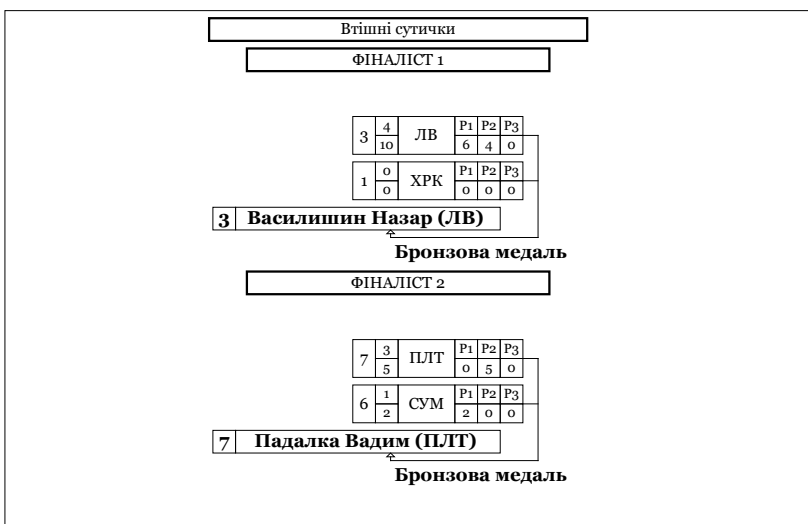 Втішні сутички
ФІНАЛІСТ 1
3 4 10 ЛВ P1 P2 P3 6 4 0
1 0 0 ХРК P1 P2 P3 0 0 0
3 Василишин Назар (ЛВ)
Бронзова медаль
ФІНАЛІСТ 2
7 3 5 ПЛТ P1 P2 P3 0 5 0
6 1 2 СУМ P1 P2 P3 2 0 0
7 Падалка Вадим (ПЛТ)
Бронзова медаль